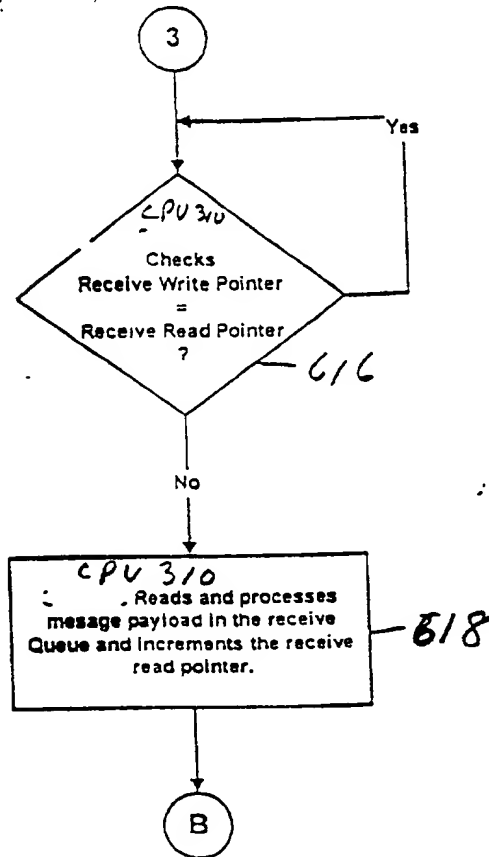 3
Yes
CPU 310
Checks
Receive Write Pointer
=
Receive Read Pointer
?
616
No
CPU 310
Reads and processes
message payload in the receive
Queue and increments the receive
read pointer.
618
B